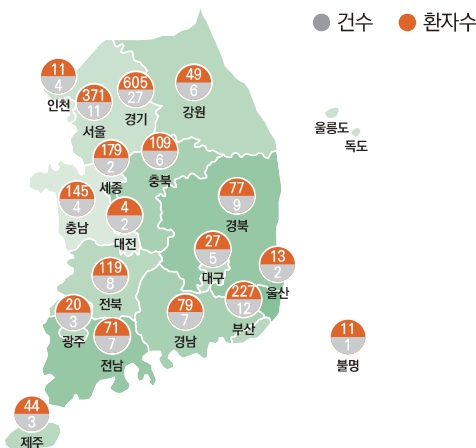 건수 환자수
11
4
인천
371
11
서울
605
27
경기
49
6
강원
울릉도
독도
179
2
세종
109
6
충북
145
4
충남
4
2
대전
77
9
경북
27
5
대구
13
2
울산
119
8
전북
20
3
광주
71
7
전남
79
7
경남
227
12
부산
11
1
불명
44
3
제주